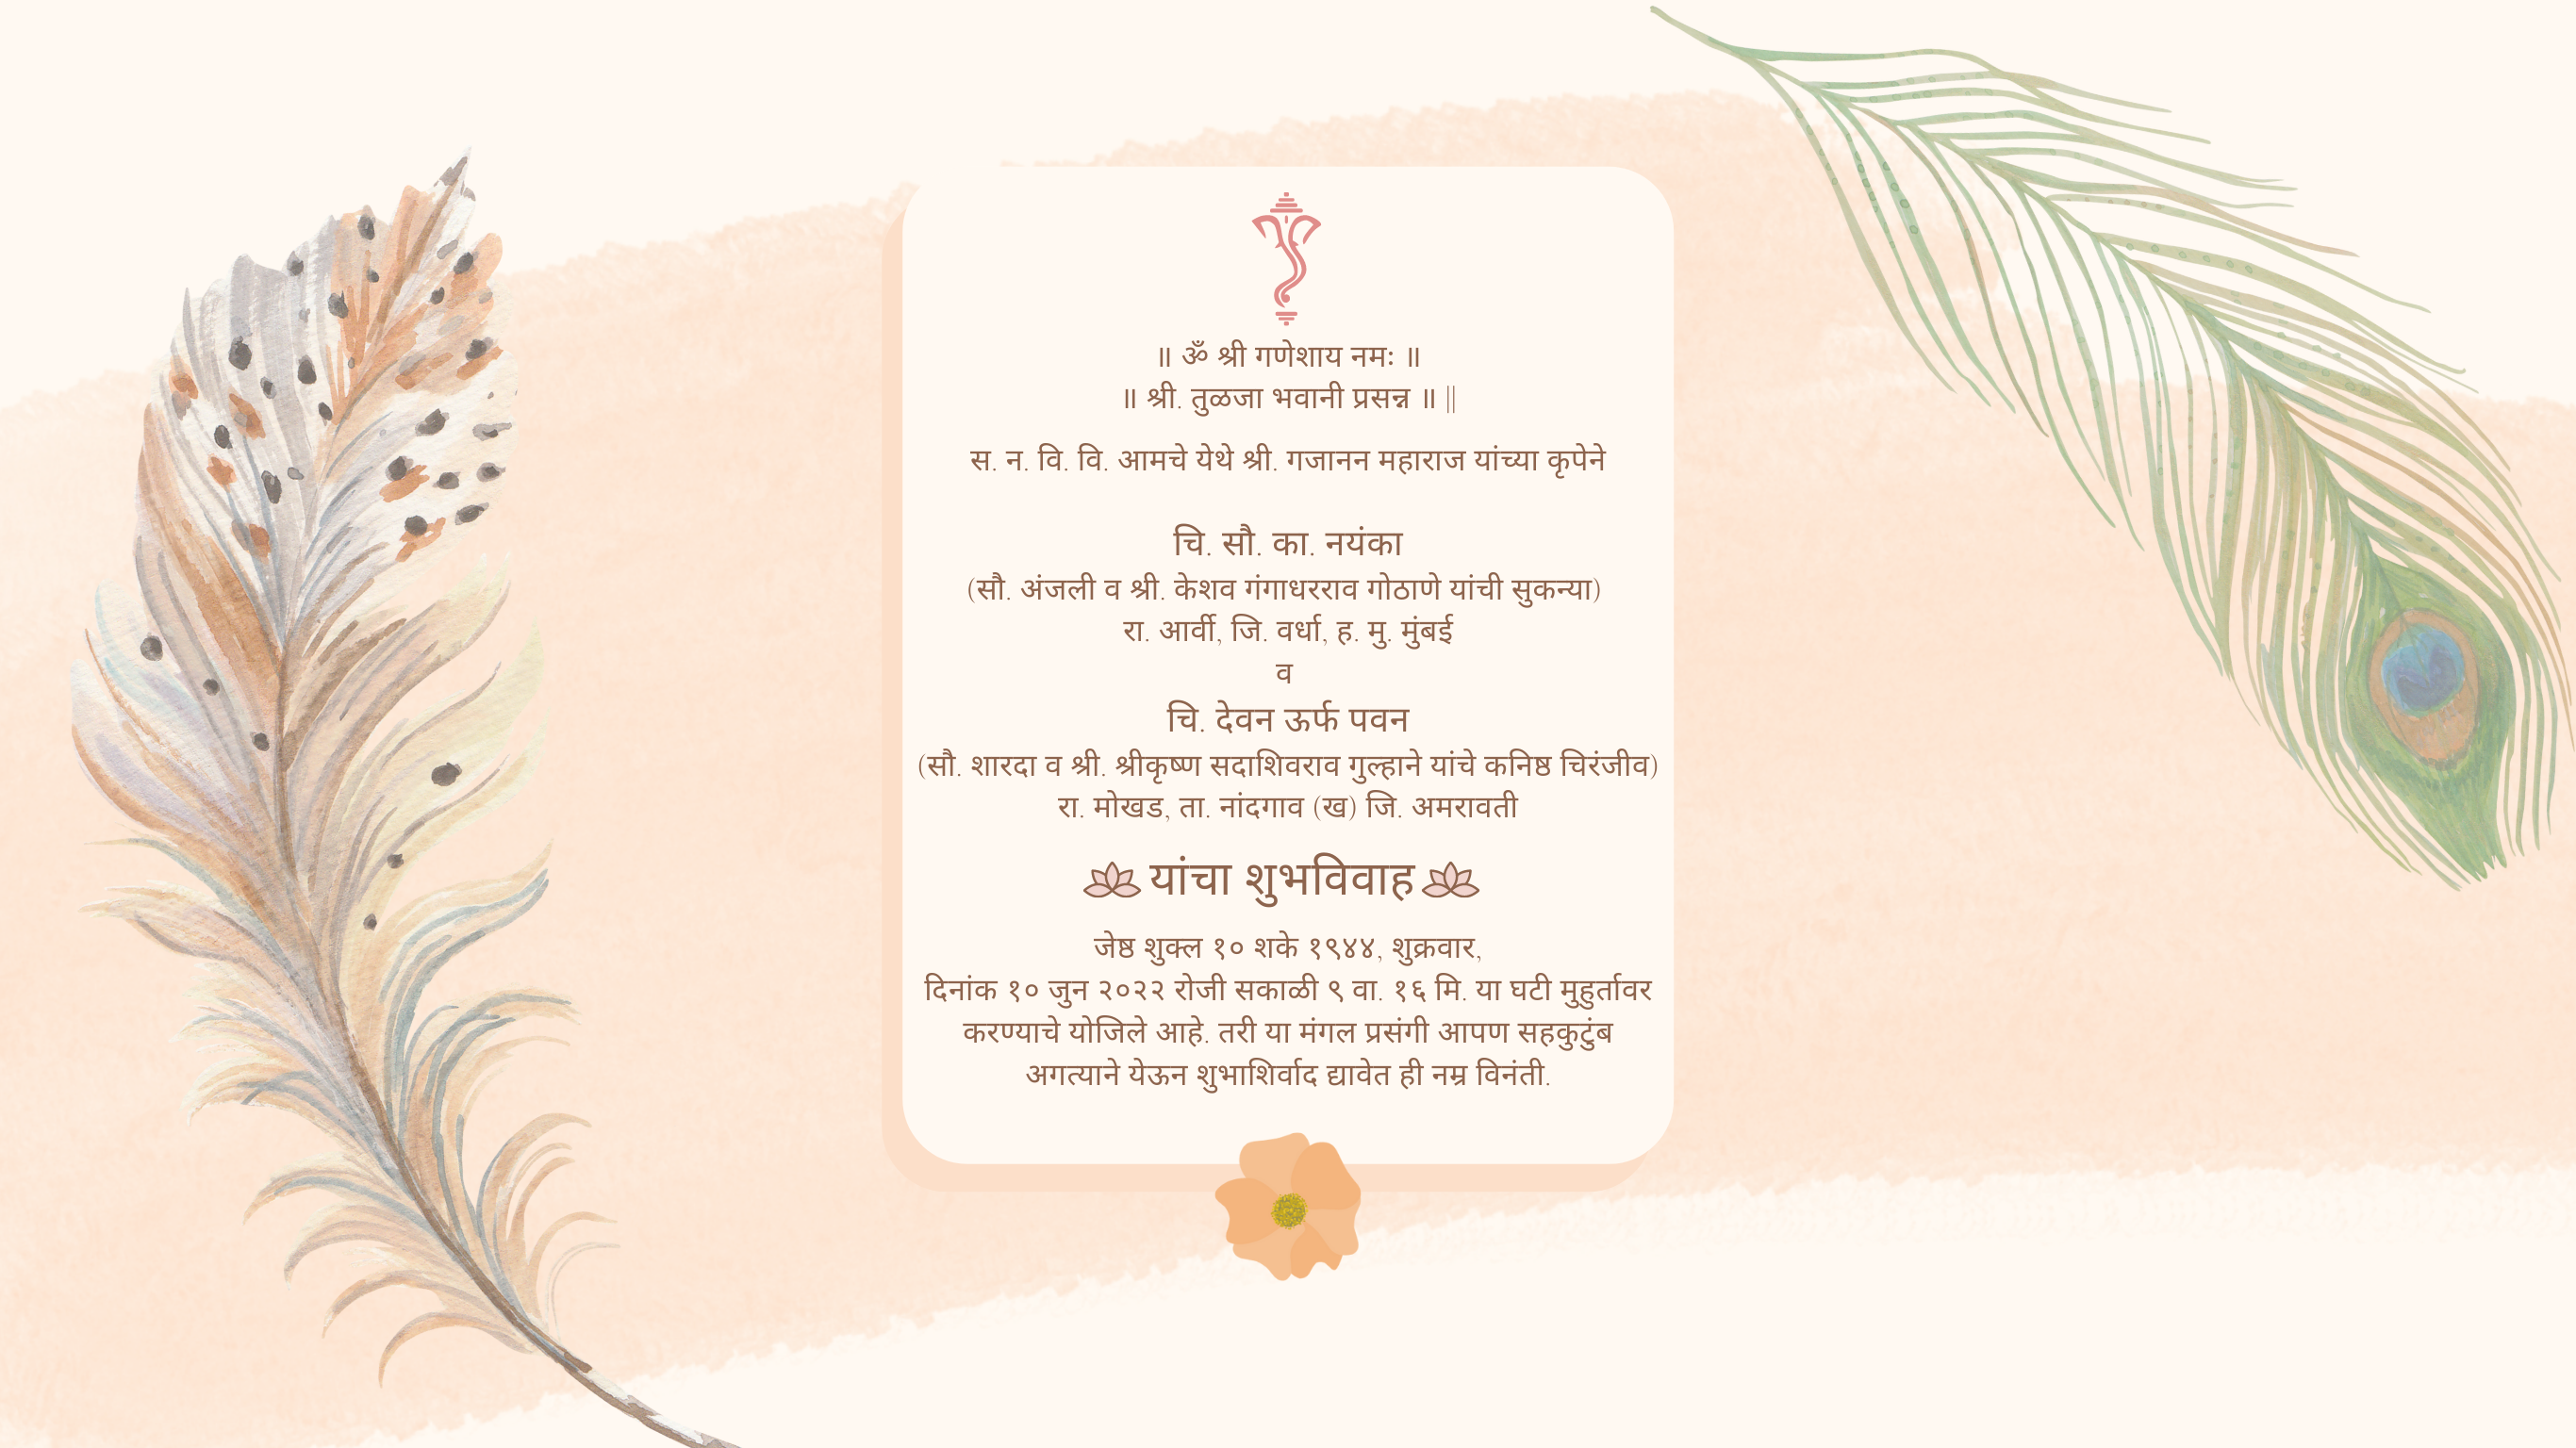 ॥ ॐ श्री गणेशाय नमः ॥
॥ श्री. तुळजा भवानी प्रसन्न ॥ ||
स. न. वि. वि. आमचे येथे श्री. गजानन महाराज यांच्या कृपेने
चि. सौ. का. नयंका
(सौ. अंजली व श्री. केशव गंगाधरराव गोठाणे यांची सुकन्या)
रा. आर्वी, जि. वर्धा, ह. मु. मुंबई
व
चि. देवन ऊर्फ पवन
(सौ. शारदा व श्री. श्रीकृष्ण सदाशिवराव गुल्हाने यांचे कनिष्ठ चिरंजीव)
रा. मोखड, ता. नांदगाव (ख) जि. अमरावती
यांचा शुभविवाह
जेष्ठ शुक्ल १० शके १९४४, शुक्रवार,
दिनांक १० जुन २०२२ रोजी सकाळी ९ वा. १६ मि. या घटी मुहुर्तावर
करण्याचे योजिले आहे. तरी या मंगल प्रसंगी आपण सहकुटुंब
अगत्याने येऊन शुभाशिर्वाद द्यावेत ही नम्र विनंती.